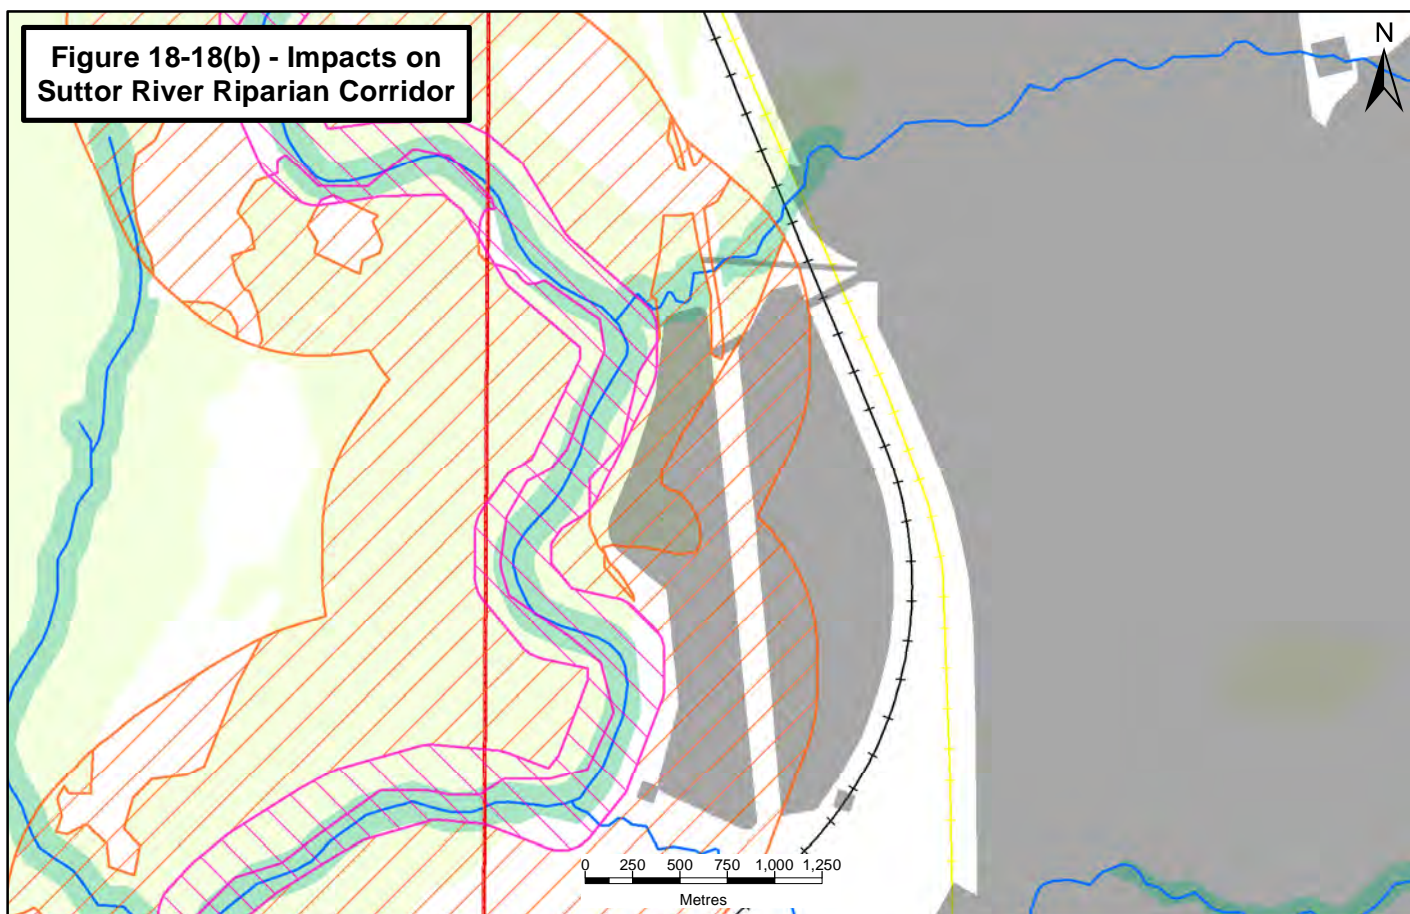 Figure 18-18(b) - Impacts on
Suttor River Riparian Corridor
N
0 250 500 750 1,000 1,250
Metres